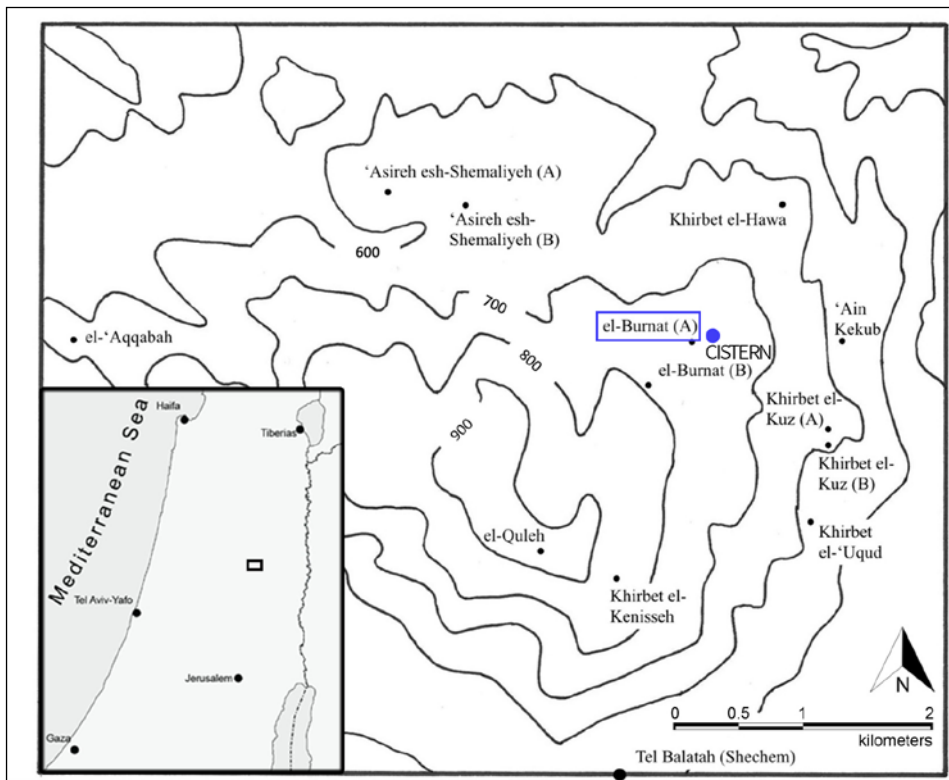 ‘Asireh esh-Shemaliyeh (A)
‘Asireh esh-
Shemaliyeh (B)
Khirbet el-Hawa
600
700
el-‘Aqqabah
el-Burnat (A)
CISTERN
‘Ain
Kekub
800
el-Burnat (B)
Khirbet el-
Kuz (A)
900
Khirbet el-
Kuz (B)
el-Quleh
Khirbet
el-‘Uqud
Khirbet el-
Kenisseh
Mediterranean Sea
Haifa
Tiberias
Tel Aviv-Yafo
Jerusalem
Gaza
N
0 0.5 1 2
kilometers
Tel Balatah (Shechem)